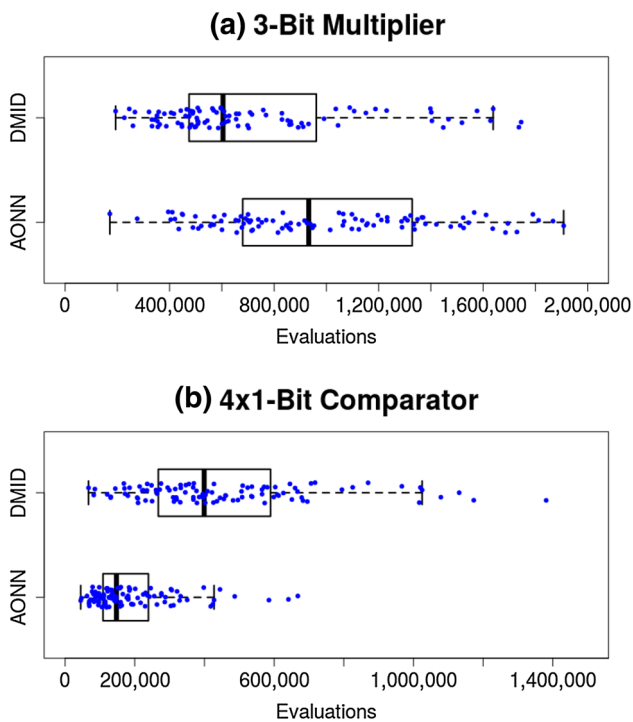 (a) 3-Bit Multiplier
DMID
AONN
0 400,000 800,000 1,200,000 1,600,000 2,000,000
Evaluations
(b) 4x1-Bit Comparator
DMID
AONN
0 200,000 600,000 1,000,000 1,400,000
Evaluations